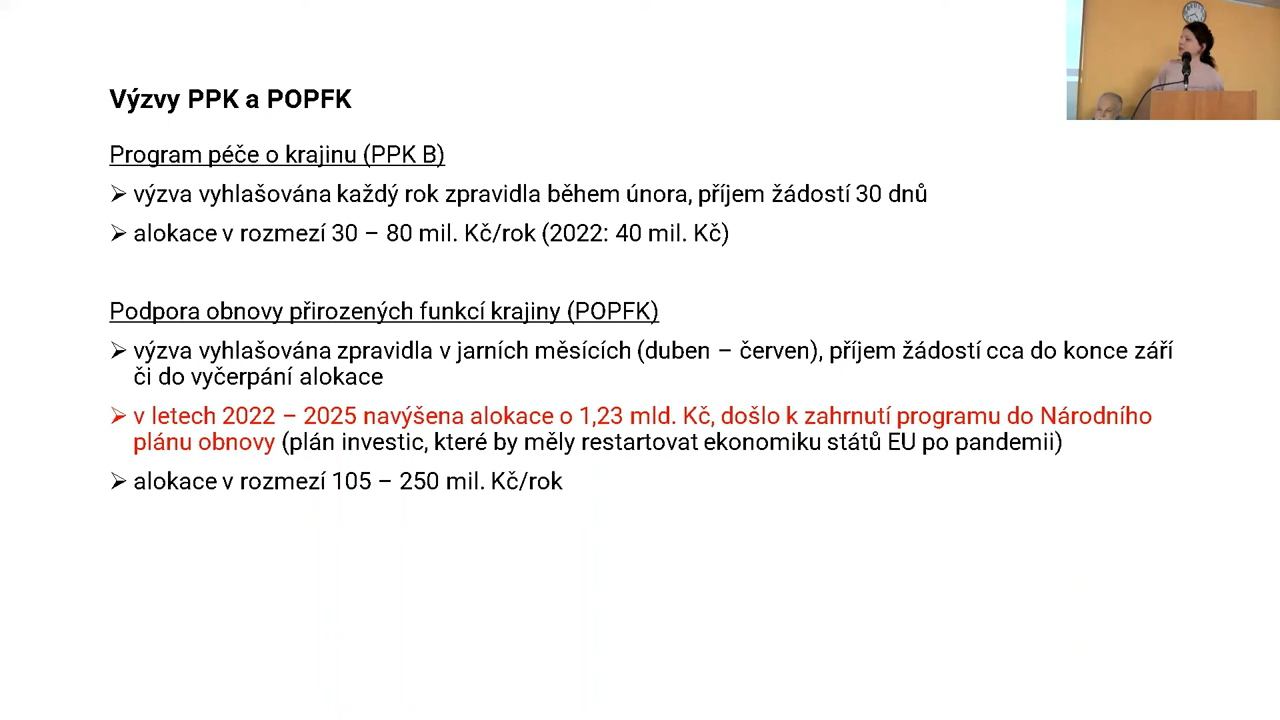 Výzvy PPK a POPFK
Program péče o krajinu (PPK B)
➢ výzva vyhlašována každý rok zpravidla během února, příjem žádostí 30 dnů
➢ alokace v rozmezí 30 – 80 mil. Kč/rok (2022: 40 mil. Kč)
Podpora obnovy přirozených funkcí krajiny (POPFK)
➢ výzva vyhlašována zpravidla v jarních měsících (duben – červen), příjem žádostí cca do konce září
či do vyčerpání alokace
➢ v letech 2022 – 2025 navýšena alokace o 1,23 mld. Kč, došlo k zahrnutí programu do Národního
plánu obnovy (plán investic, které by měly restartovat ekonomiku států EU po pandemii)
➢ alokace v rozmezí 105 – 250 mil. Kč/rok